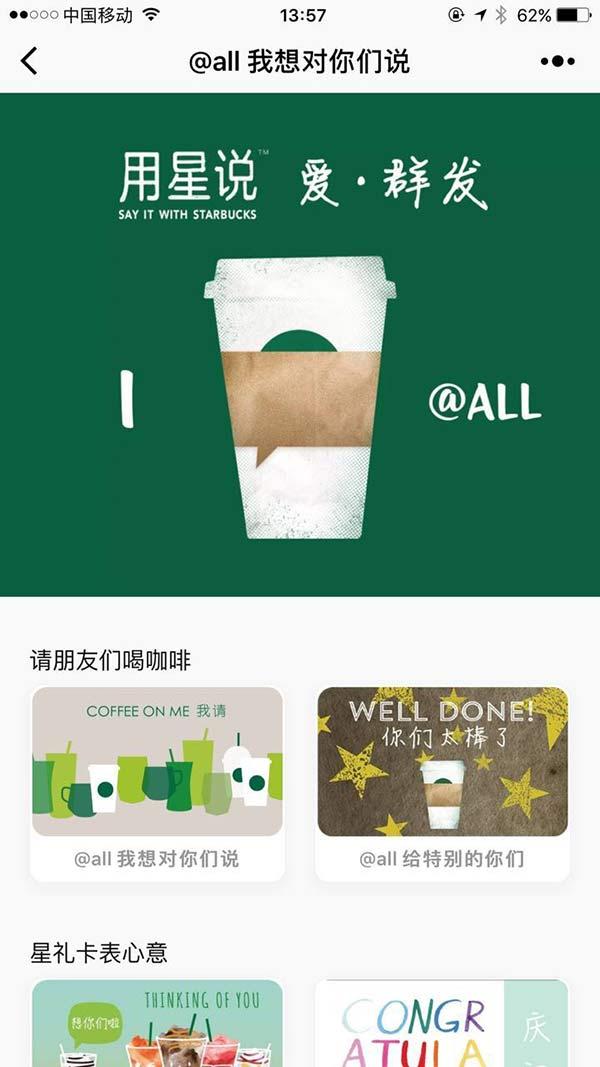 中国移动
13:57
62%
@all 我想对你们说
用星说™
爱·群发
SAY IT WITH STARBUCKS
I
@ALL
请朋友们喝咖啡
COFFEE ON ME 我请
WELL DONE!
你们太棒了
@all 我想对你们说
@all 给特别的你们
星礼卡表心意
THINKING OF YOU
想你们啦
CONGR
ATULA
庆